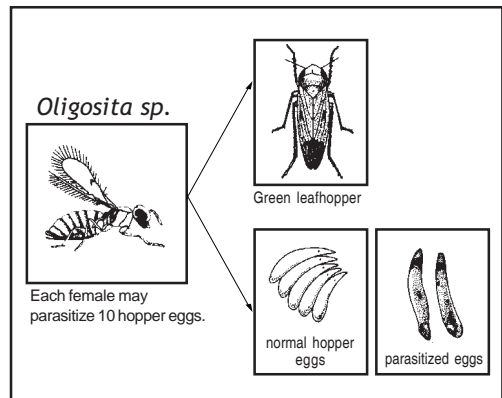 Oligosita sp.
Each female may
parasitize 10 hopper eggs.
Green leafhopper
normal hopper
eggs
parasitized eggs